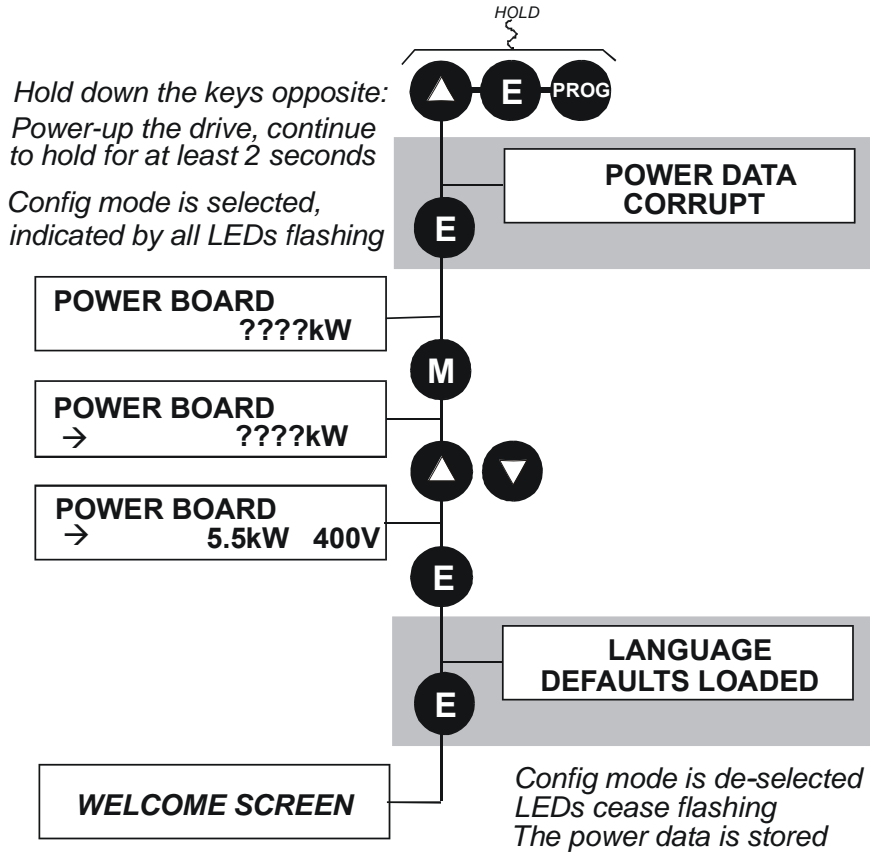 HOLD
E PROG
Hold down the keys opposite:
Power-up the drive, continue
to hold for at least 2 seconds
POWER DATA
CORRUPT
Config mode is selected,
indicated by all LEDs flashing
E
POWER BOARD
????kW
M
POWER BOARD
→ ????kW
POWER BOARD
→ 5.5kW 400V
E
LANGUAGE
DEFAULTS LOADED
E
WELCOME SCREEN
Config mode is de-selected
LEDs cease flashing
The power data is stored